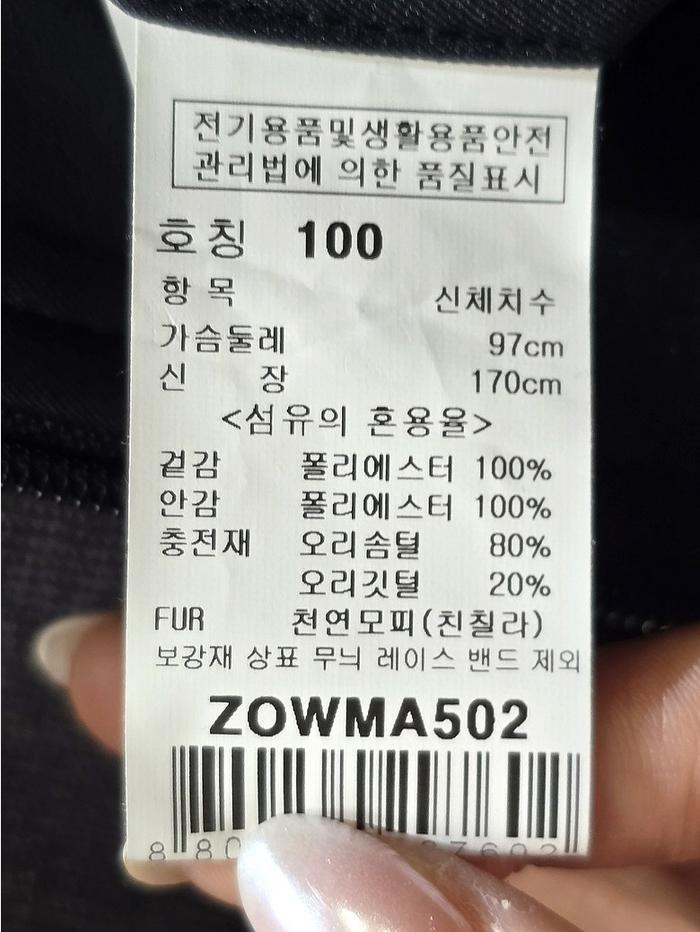 전기용품및생활용품안전
관리법에 의한 품질표시
호칭 100
항 목 신체치수
가슴둘레 97cm
신 장 170cm
<섬유의 혼용율>
겉감 폴리에스터 100%
안감 폴리에스터 100%
충전재 오리솜털 80%
오리깃털 20%
FUR 천연모피(친칠라)
보강재 상표 무늬 레이스 밴드 제외
ZOWMA502